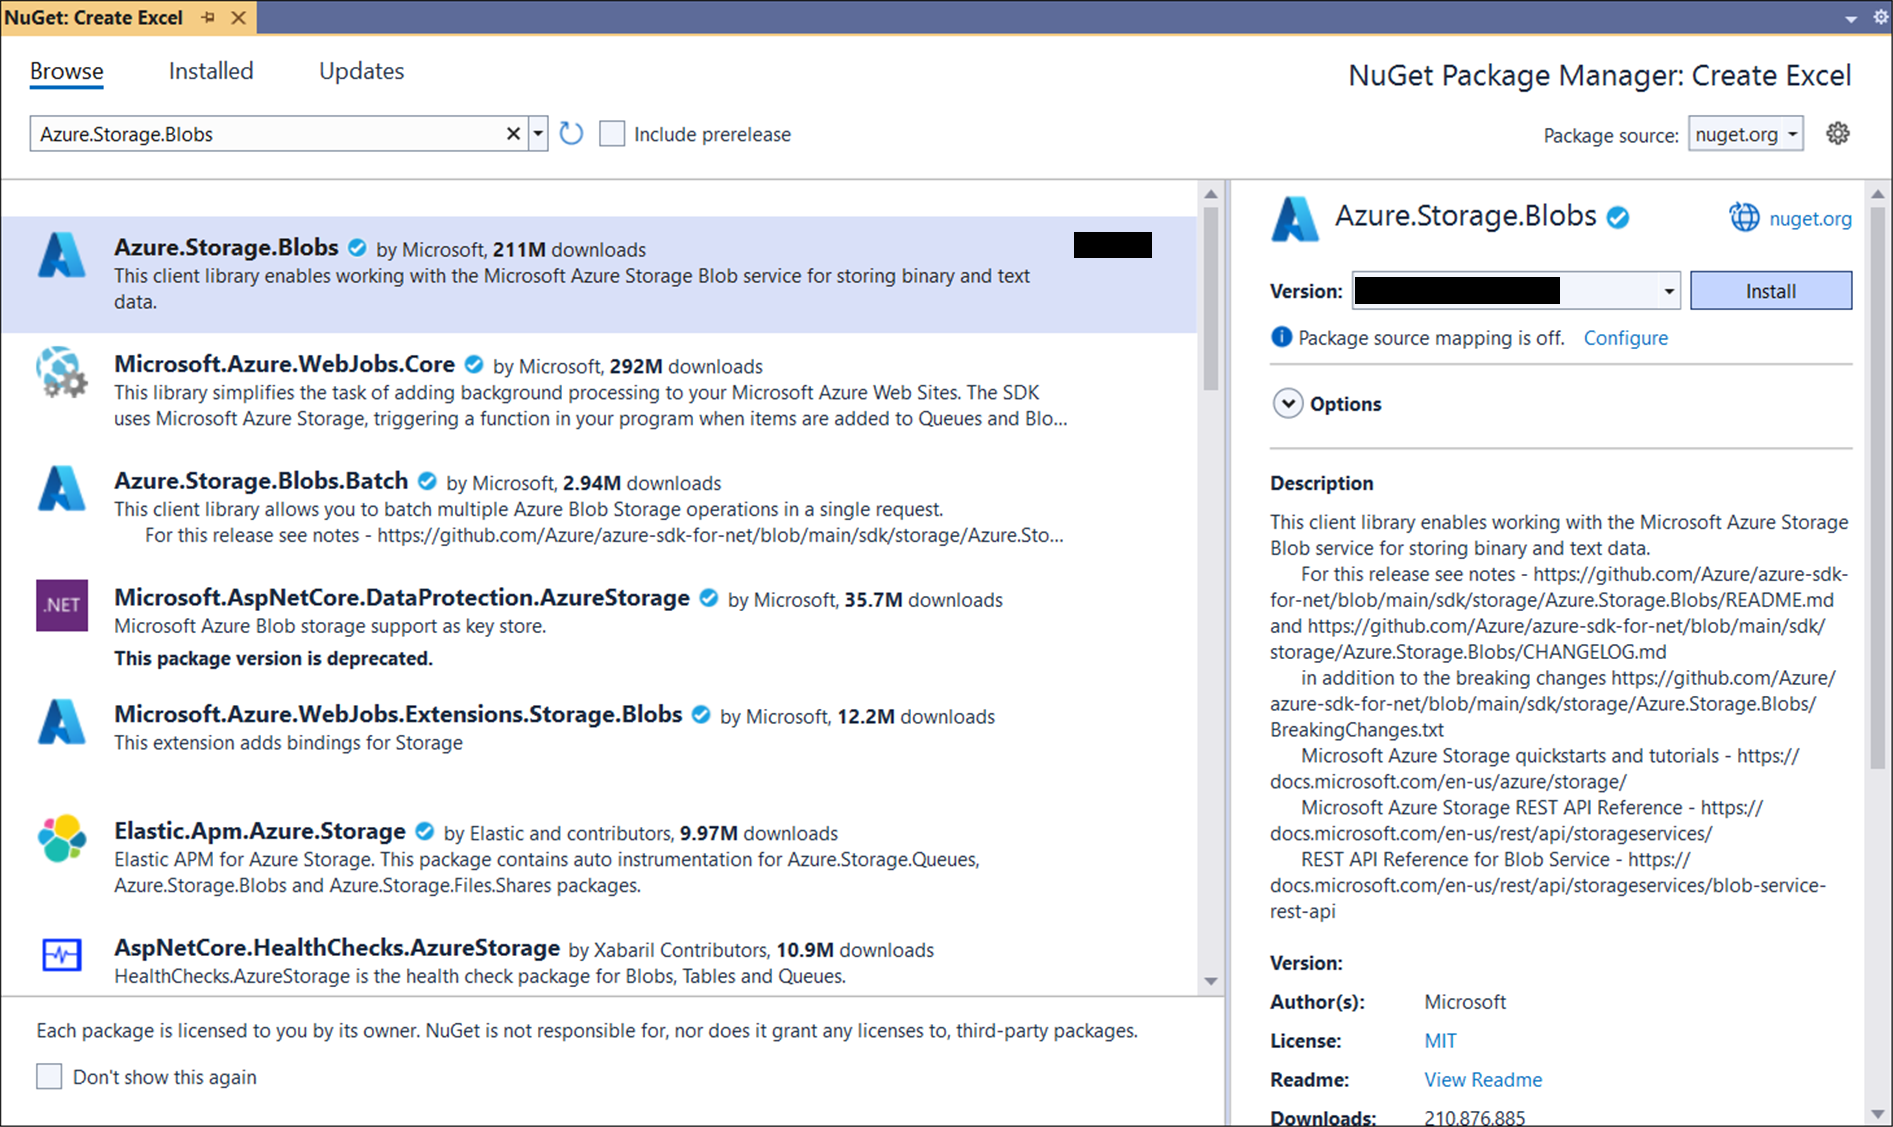 NuGet: Create Excel
Browse Installed Updates
NuGet Package Manager: Create Excel
Azure.Storage.Blobs
Include prerelease
Package source: nuget.org
Azure.Storage.Blobs by Microsoft, 211M downloads
This client library enables working with the Microsoft Azure Storage Blob service for storing binary and text
data.
Microsoft.Azure.WebJobs.Core by Microsoft, 292M downloads
This library simplifies the task of adding background processing to your Microsoft Azure Web Sites. The SDK
uses Microsoft Azure Storage, triggering a function in your program when items are added to Queues and Blo...
Azure.Storage.Blobs.Batch by Microsoft, 2.94M downloads
This client library allows you to batch multiple Azure Blob Storage operations in a single request.
For this release see notes - https://github.com/Azure/azure-sdk-for-net/blob/main/sdk/storage/Azure.Sto...
.NET
Microsoft.AspNetCore.DataProtection.AzureStorage by Microsoft, 35.7M downloads
Microsoft Azure Blob storage support as key store.
This package version is deprecated.
Microsoft.Azure.WebJobs.Extensions.Storage.Blobs by Microsoft, 12.2M downloads
This extension adds bindings for Storage
Elastic.Apm.Azure.Storage by Elastic and contributors, 9.97M downloads
Elastic APM for Azure Storage. This package contains auto instrumentation for Azure.Storage.Queues,
Azure.Storage.Blobs and Azure.Storage.Files.Shares packages.
AspNetCore.HealthChecks.AzureStorage by Xabaril Contributors, 10.9M downloads
HealthChecks.AzureStorage is the health check package for Blobs, Tables and Queues.
Each package is licensed to you by its owner. NuGet is not responsible for, nor does it grant any licenses to, third-party packages.
Don't show this again
Azure.Storage.Blobs
nuget.org
Version:
Install
Package source mapping is off. Configure
Options
Description
This client library enables working with the Microsoft Azure Storage
Blob service for storing binary and text data.
For this release see notes - https://github.com/Azure/azure-sdk-
for-net/blob/main/sdk/storage/Azure.Storage.Blobs/README.md
and https://github.com/Azure/azure-sdk-for-net/blob/main/sdk/
storage/Azure.Storage.Blobs/CHANGELOG.md
in addition to the breaking changes https://github.com/Azure/
azure-sdk-for-net/blob/main/sdk/storage/Azure.Storage.Blobs/
BreakingChanges.txt
Microsoft Azure Storage quickstarts and tutorials - https://
docs.microsoft.com/en-us/azure/storage/
Microsoft Azure Storage REST API Reference - https://
docs.microsoft.com/en-us/rest/api/storageservices/
REST API Reference for Blob Service - https://
docs.microsoft.com/en-us/rest/api/storageservices/blob-service-
rest-api
Version:
Author(s): Microsoft
License: MIT
Readme: View Readme
Downloads: 210,876,885